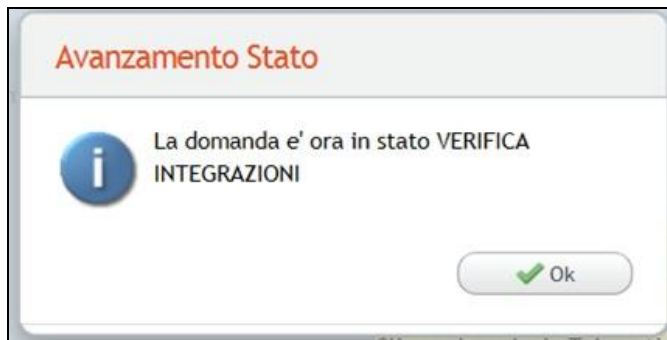 Avanzamento Stato
La domanda e' ora in stato VERIFICA
INTEGRAZIONI
Ok